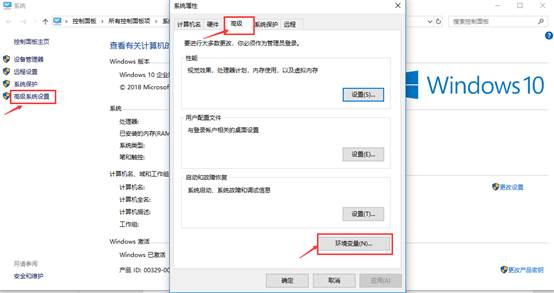 系统
控制面板 › 所有控制面板项 › 系
搜索控制面板
控制面板主页
设备管理器
远程设置
系统保护
高级系统设置
另请参阅
安全和维护
查看有关计算机的
Windows 版本
Windows 10 企业
© 2018 Microsof
系统
处理器:
已安装的内存(RAM
系统类型:
笔和触控:
计算机名、域和工作组
计算机名:
计算机全名:
计算机描述:
工作组:
Windows 激活
Windows 已激活
产品 ID: 00329-00
系统属性
计算机名
硬件
高级
系统保护
远程
要进行大多数更改，你必须作为管理员登录。
性能
视觉效果，处理器计划，内存使用，以及虚拟内存
设置(S)...
用户配置文件
与登录帐户相关的桌面设置
设置(E)...
启动和故障恢复
系统启动、系统故障和调试信息
设置(T)...
环境变量(N)...
确定
取消
应用(A)
Windows 10
更改设置
更改产品密钥